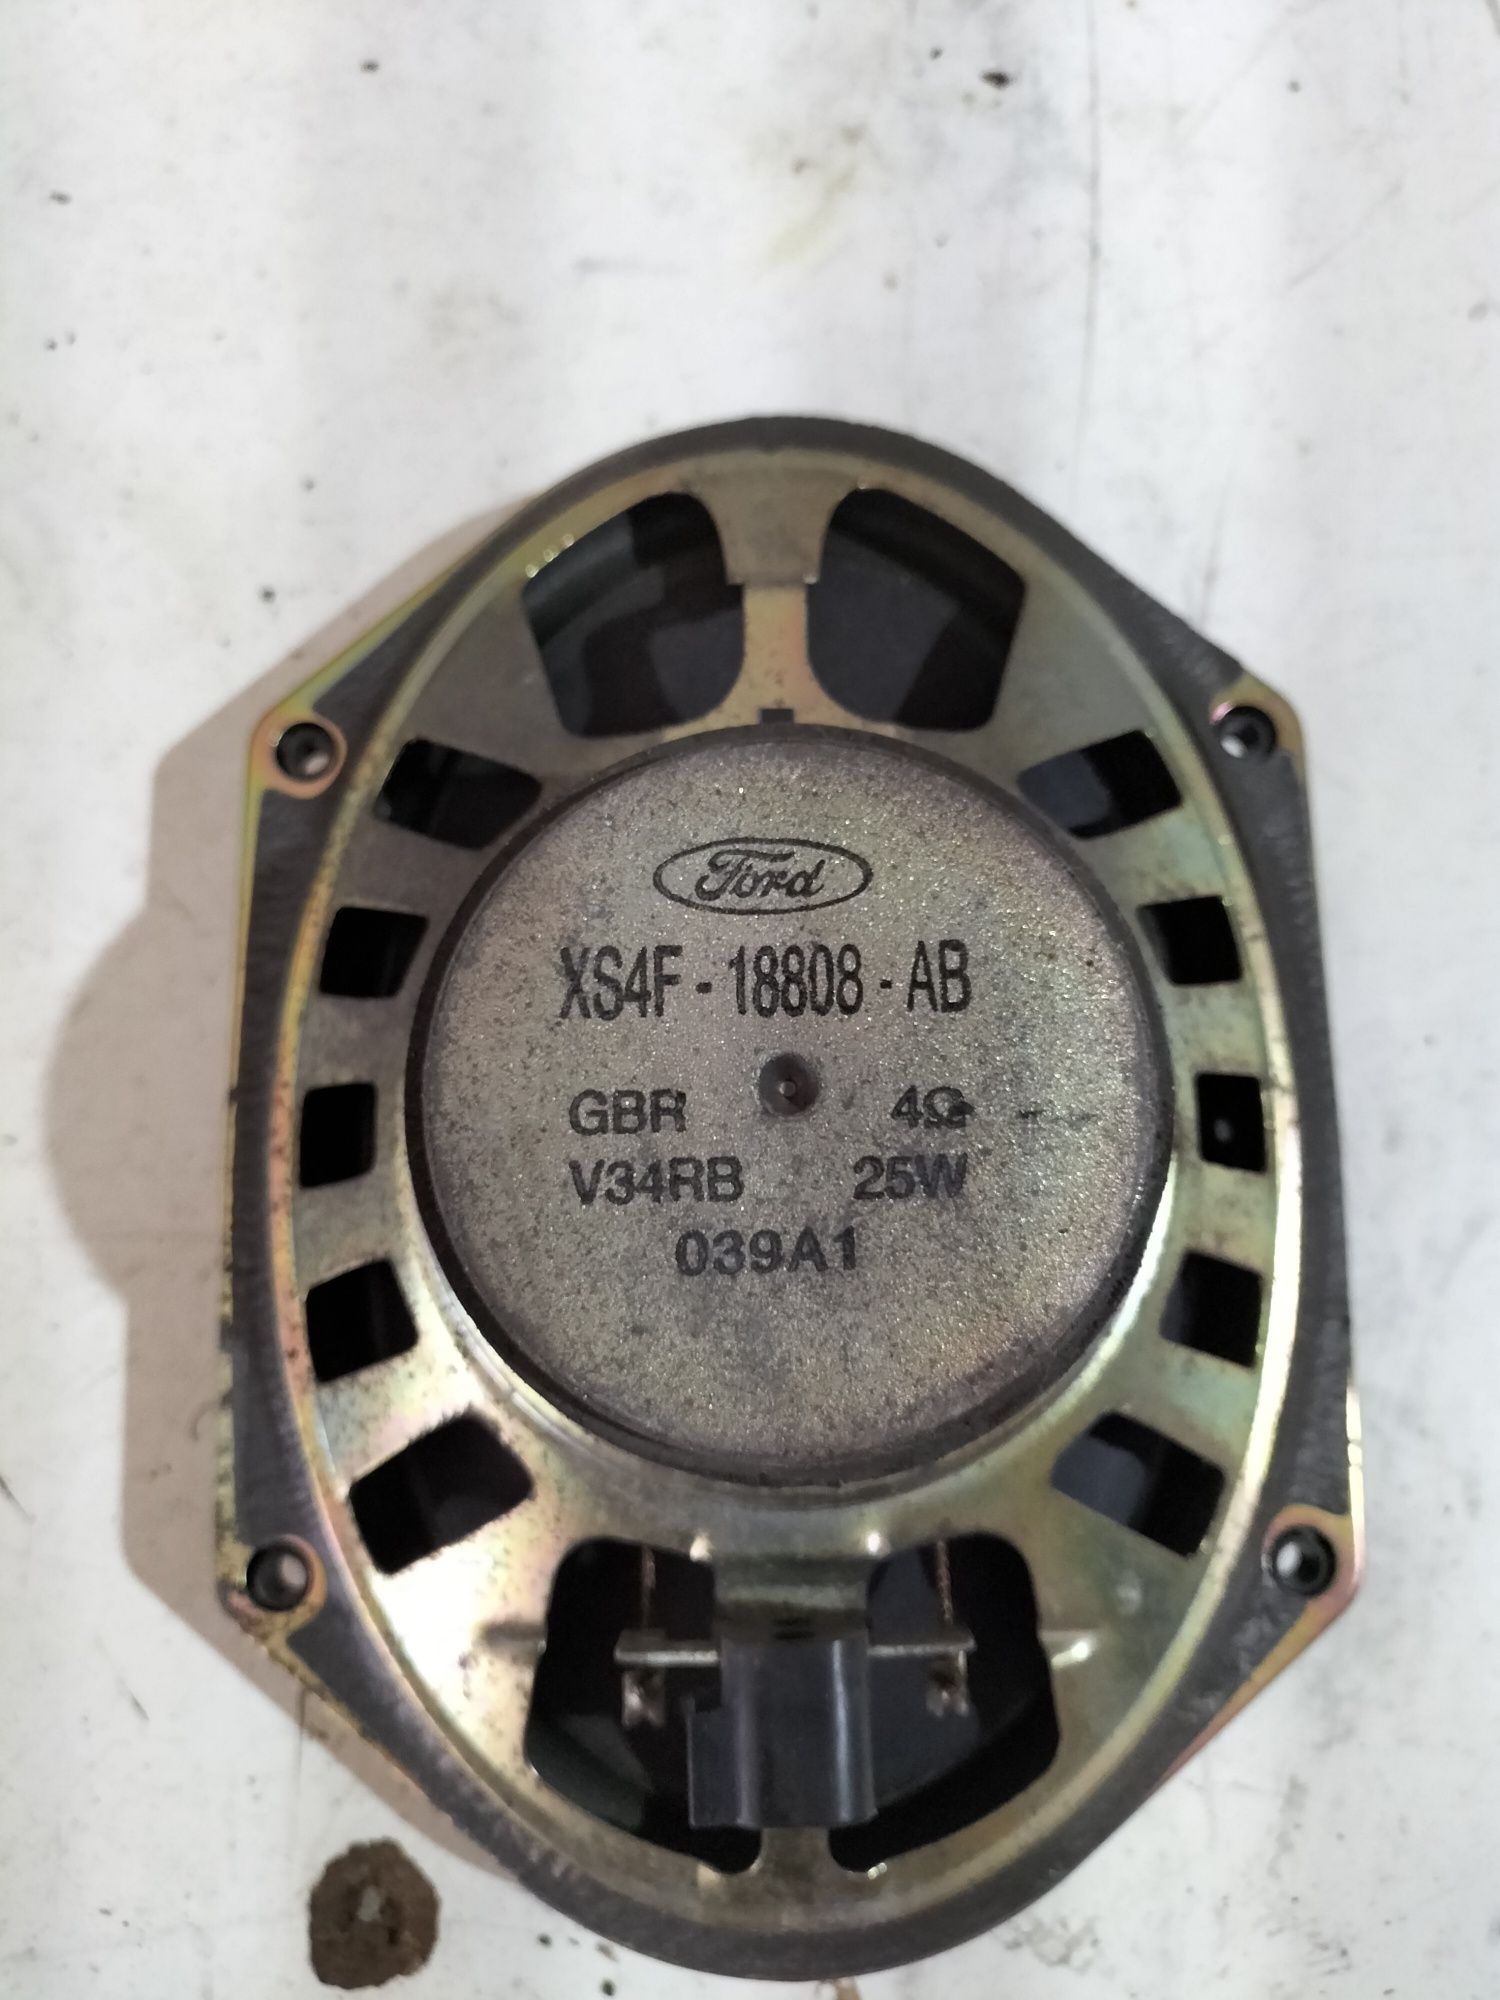 Ford
XS4F - 18808 - AB
GBR 4Ω
V34RB 25W
039A1